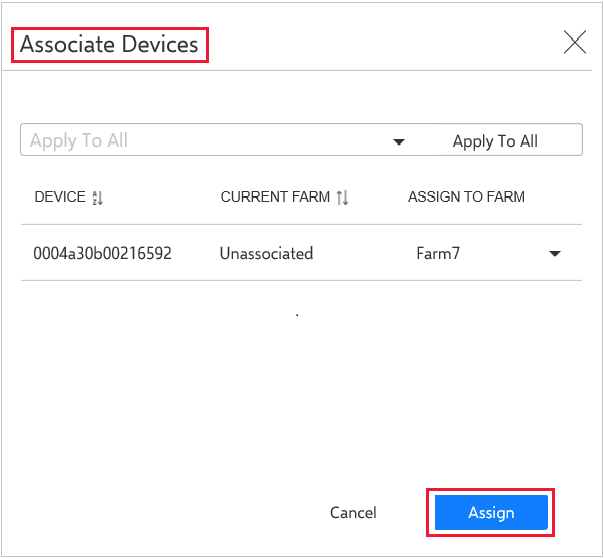 Associate Devices
Apply To All Apply To All
DEVICE CURRENT FARM ASSIGN TO FARM
0004a30b00216592 Unassociated Farm7
.
Cancel Assign